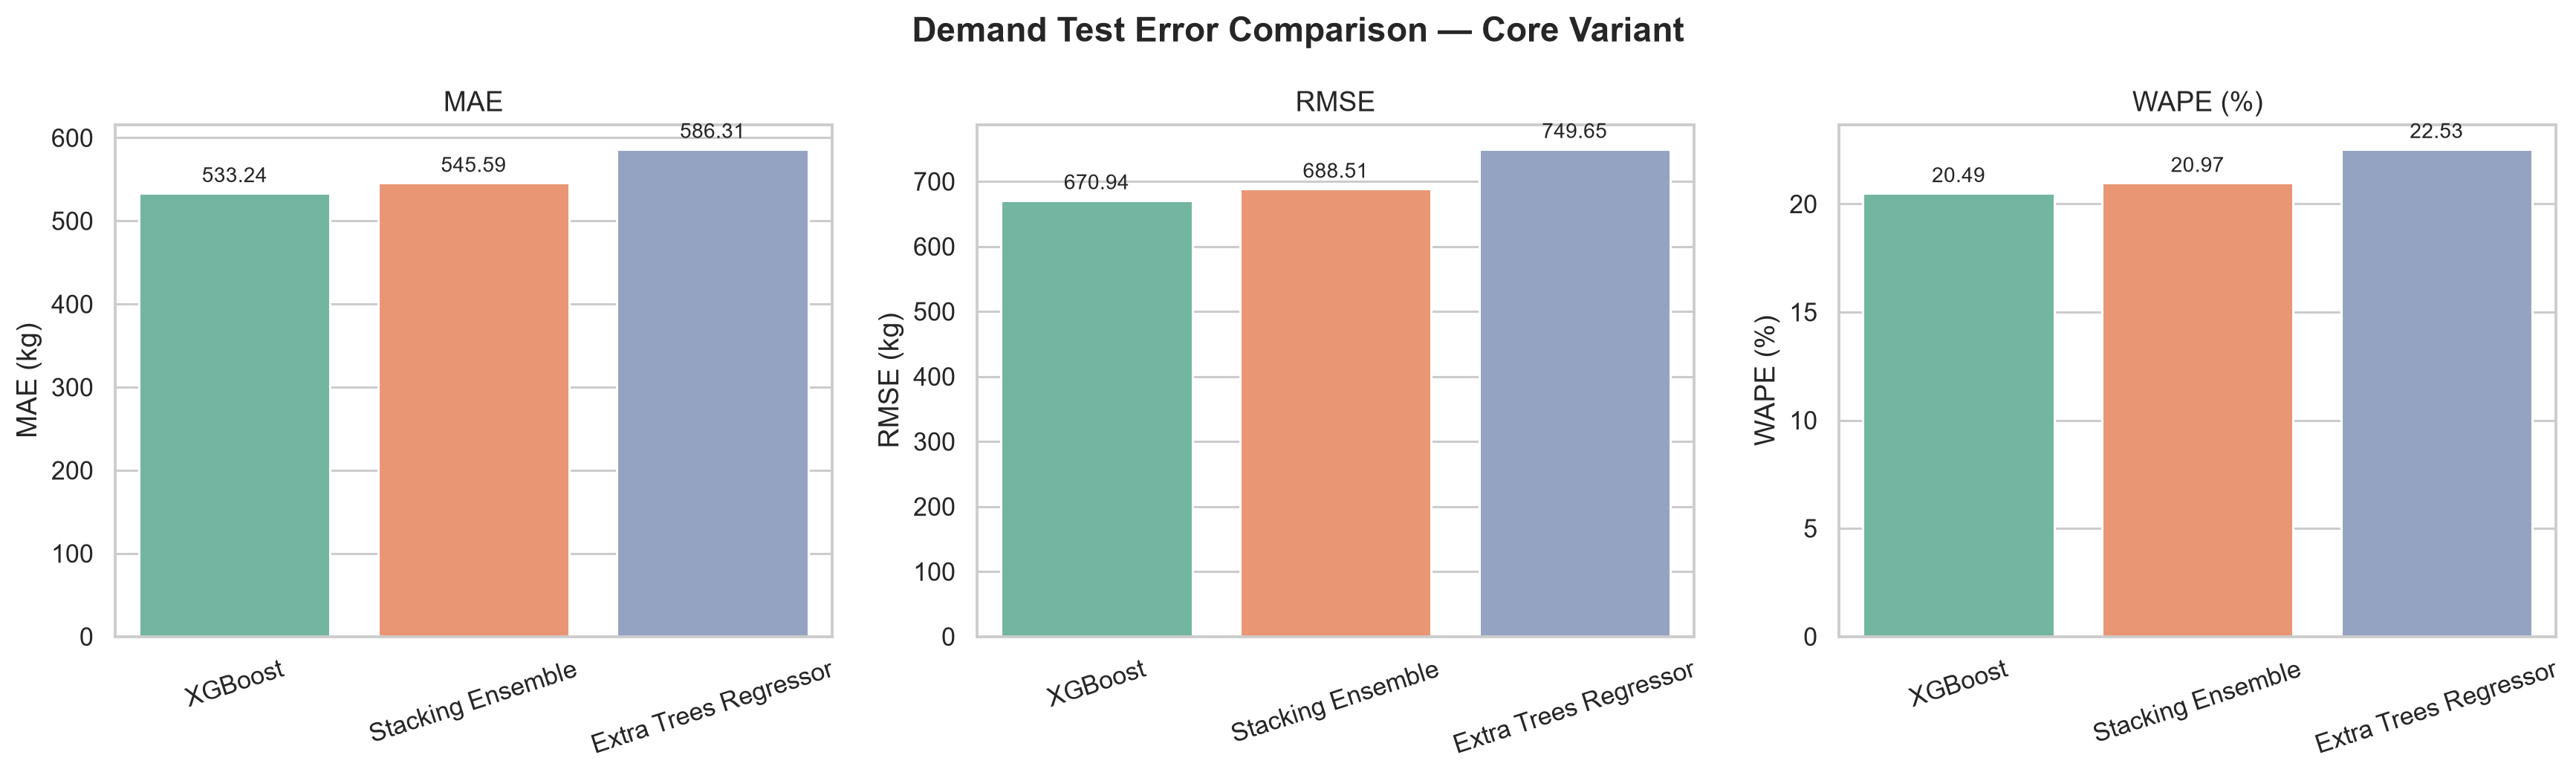 Demand Test Error Comparison — Core Variant
MAE
MAE (kg)
600
500
400
300
200
100
0
533.24
545.59
586.31
XGBoost
Stacking Ensemble
Extra Trees Regressor
RMSE
RMSE (kg)
700
600
500
400
300
200
100
0
670.94
688.51
749.65
XGBoost
Stacking Ensemble
Extra Trees Regressor
WAPE (%)
WAPE (%)
20
15
10
5
0
20.49
20.97
22.53
XGBoost
Stacking Ensemble
Extra Trees Regressor